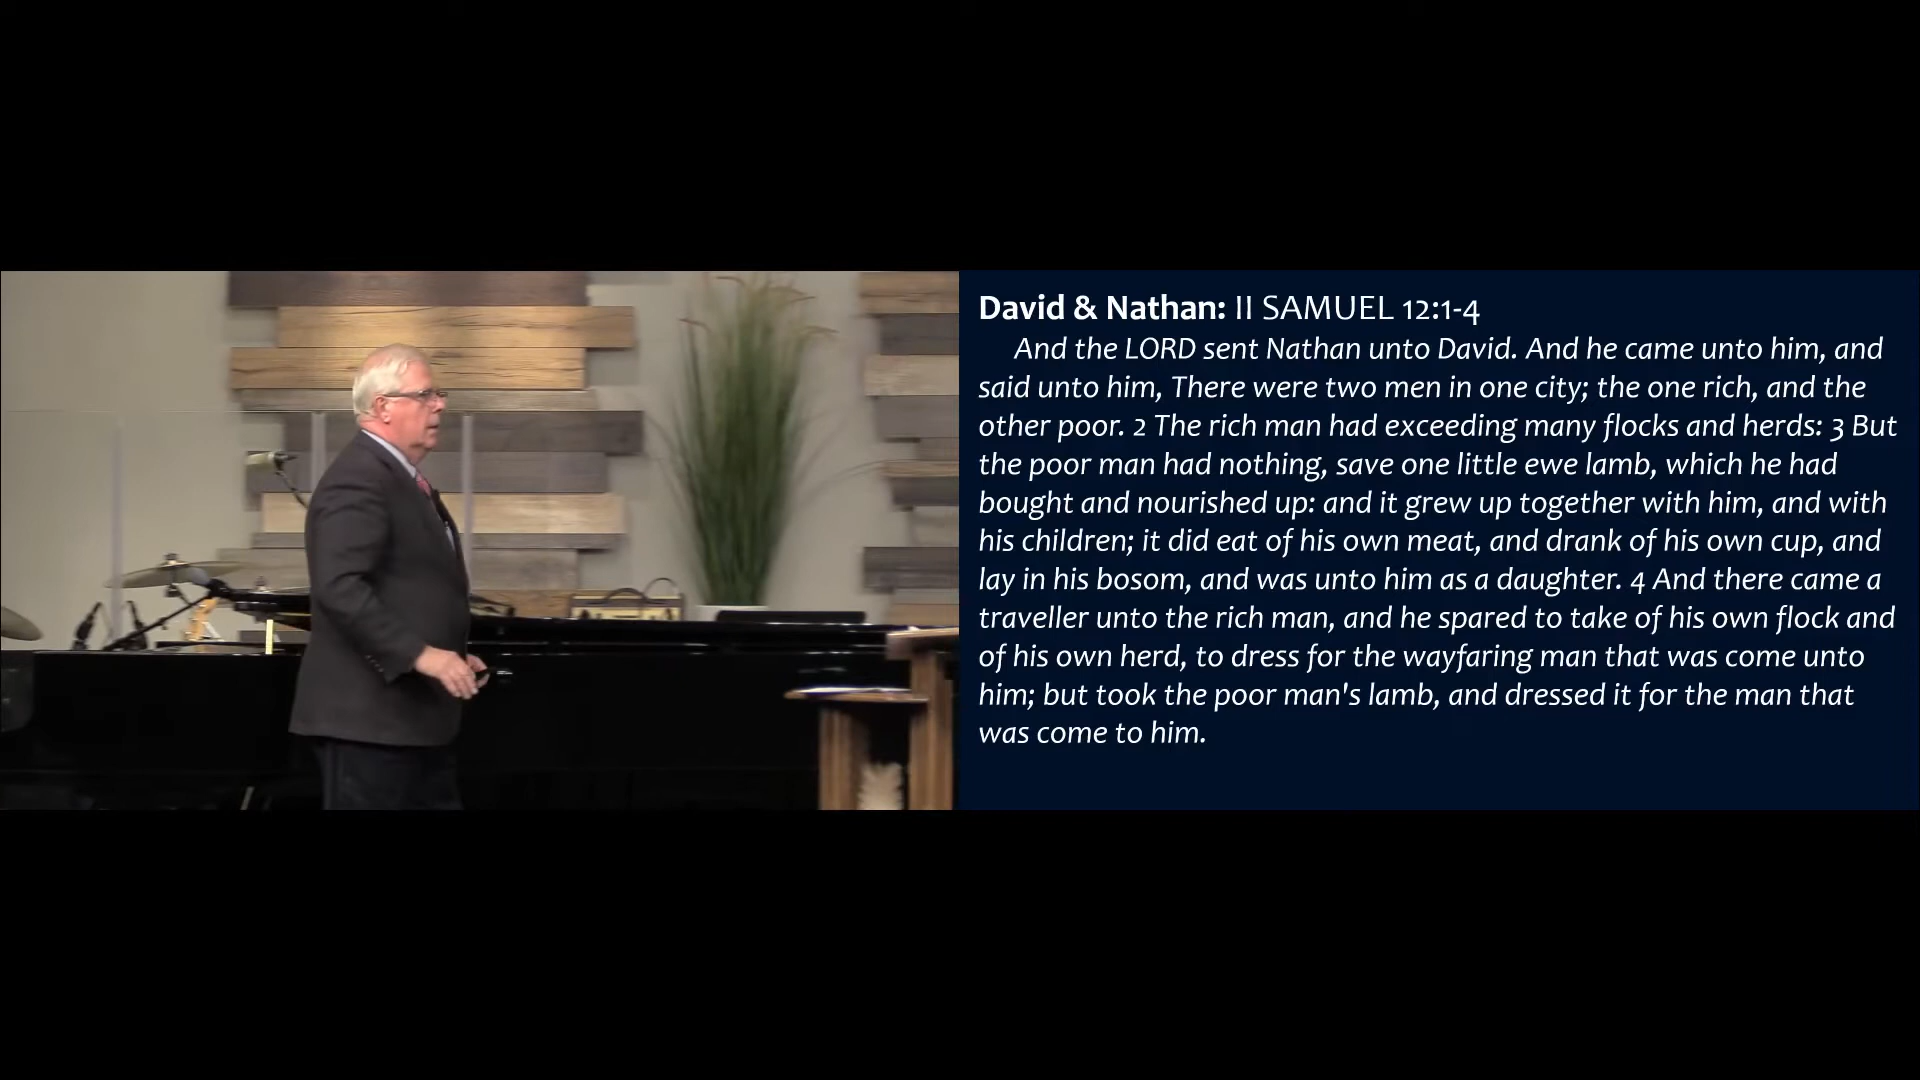 David & Nathan: II SAMUEL 12:1-4
And the LORD sent Nathan unto David. And he came unto him, and
said unto him, There were two men in one city; the one rich, and the
other poor. 2 The rich man had exceeding many flocks and herds: 3 But
the poor man had nothing, save one little ewe lamb, which he had
bought and nourished up: and it grew up together with him, and with
his children; it did eat of his own meat, and drank of his own cup, and
lay in his bosom, and was unto him as a daughter. 4 And there came a
traveller unto the rich man, and he spared to take of his own flock and
of his own herd, to dress for the wayfaring man that was come unto
him; but took the poor man's lamb, and dressed it for the man that
was come to him.